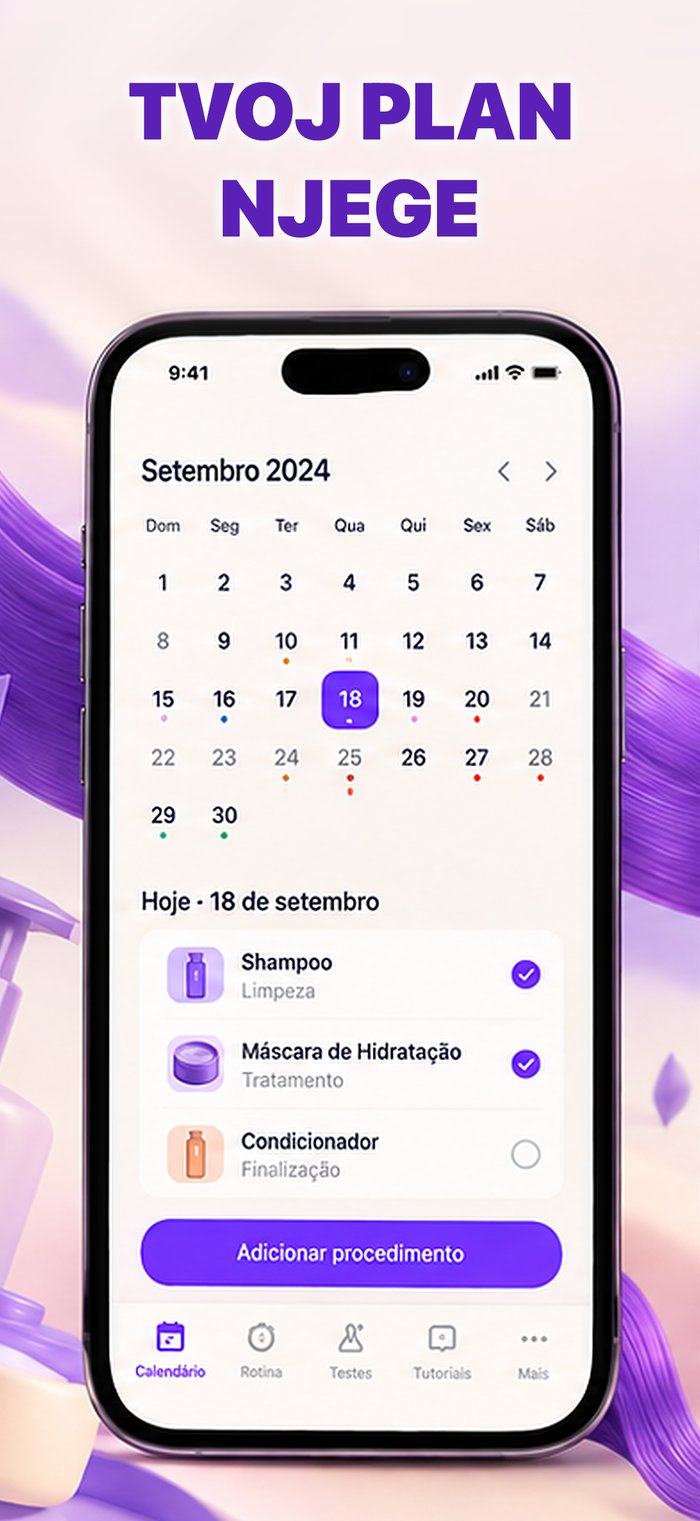 TVOJ PLAN
NJEGE
9:41
Setembro 2024
Dom Seg Ter Qua Qui Sex Sáb
1 2 3 4 5 6 7
8 9 10 11 12 13 14
15 16 17 18 19 20 21
22 23 24 25 26 27 28
29 30
Hoje · 18 de setembro
Shampoo
Limpeza
Máscara de Hidratação
Tratamento
Condicionador
Finalização
Adicionar procedimento
Calendário Rotina Testes Tutoriais Mais